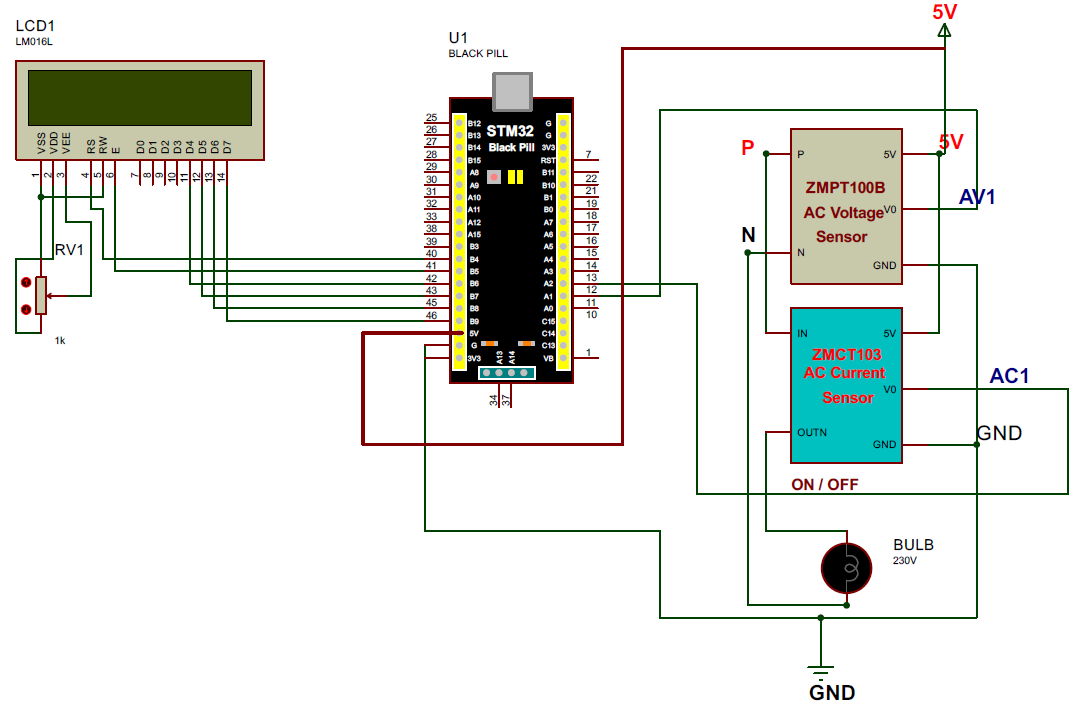 LCD1
LM016L
VSS
VDD
VEE
RS
RW
E
D0
D1
D2
D3
D4
D5
D6
D7
1
2
3
4
5
6
7
8
9
10
11
12
13
14
RV1
1k
U1
BLACK PILL
STM32
Black Pill
25
26
27
28
29
30
31
32
33
38
39
40
41
42
43
45
46
B12
B13
B14
B15
A8
A9
A10
A11
A12
A15
B3
B4
B5
B6
B7
B8
B9
5V
G
3V3
G
G
3V3
RST
B11
B10
B1
B0
A7
A6
A5
A4
A3
A2
A1
A0
C15
C14
C13
VB
7
22
21
19
18
17
16
15
14
13
12
11
10
1
A13
A14
34
37
5V
5V
P
N
P
5V
ZMPT100B
AC Voltage
Sensor
V0
N
GND
AV1
IN
5V
ZMCT103
AC Current
Sensor
V0
OUTN
GND
AC1
GND
ON / OFF
BULB
230V
GND